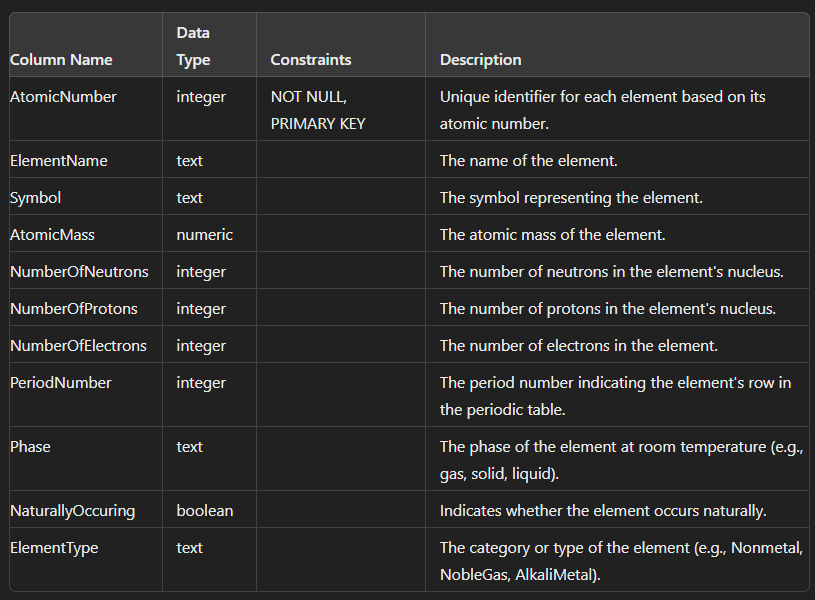 Data
Column Name Type Constraints Description
AtomicNumber integer NOT NULL, Unique identifier for each element based on its
PRIMARY KEY atomic number.
ElementName text The name of the element.
Symbol text The symbol representing the element.
AtomicMass numeric The atomic mass of the element.
NumberOfNeutrons integer The number of neutrons in the element's nucleus.
NumberOfProtons integer The number of protons in the element's nucleus.
NumberOfElectrons integer The number of electrons in the element.
PeriodNumber integer The period number indicating the element's row in
the periodic table.
Phase text The phase of the element at room temperature (e.g.,
gas, solid, liquid).
NaturallyOccuring boolean Indicates whether the element occurs naturally.
ElementType text The category or type of the element (e.g., Nonmetal,
NobleGas, AlkaliMetal).